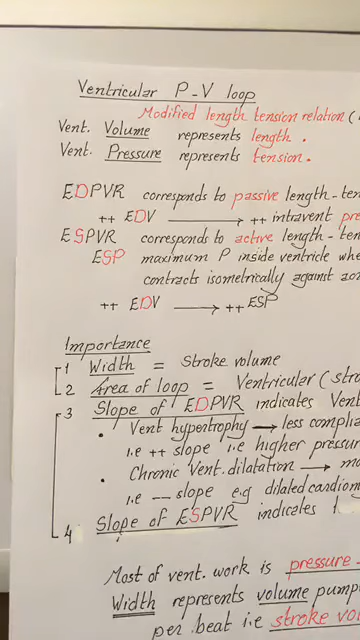 Ventricular P-V loop
Modified length tension relation (
Vent. Volume represents length.
Vent. Pressure represents tension.
EDPVR corresponds to passive length-ten
++ EDV → ++ intravent pre
ESPVR corresponds to active length-ten
ESP maximum P inside ventricle whe
contracts isometrically against aor
++ EDV → ++ ESP
Importance
1 Width = Stroke volume
2 Area of loop = Ventricular (stro
3 Slope of EDPVR indicates Vent
• Vent hypertrophy → less complia
i.e ++ slope i.e higher pressur
• Chronic Vent. dilatation → mo
i.e -- slope e.g dilated cardiom
4 Slope of ESPVR indicates
Most of vent. work is pressure
Width represents volume pump
per beat i.e stroke vol